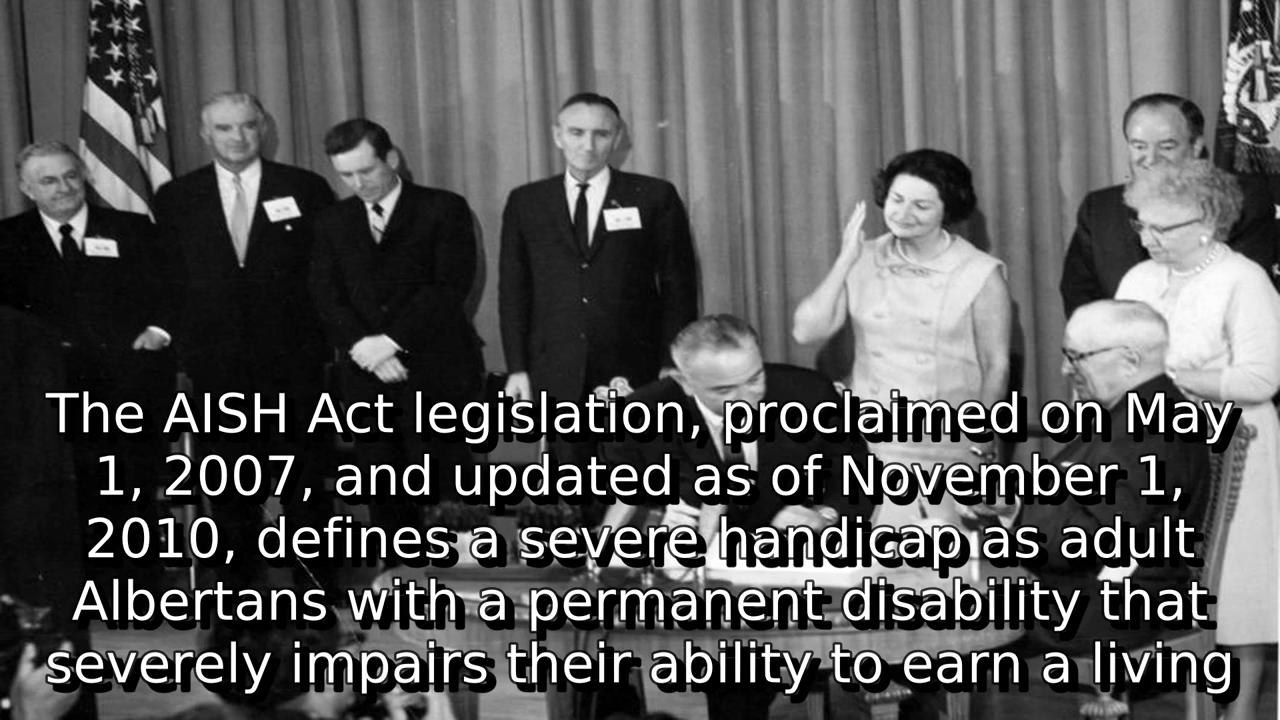 The AISH Act legislation, proclaimed on May
1, 2007, and updated as of November 1,
2010, defines a severe handicap as adult
Albertans with a permanent disability that
severely impairs their ability to earn a living